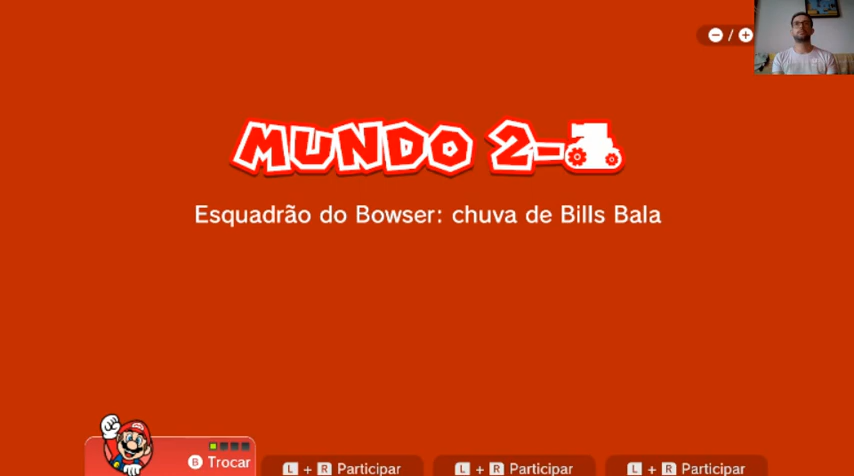 - / +
MUNDO 2-
Esquadrão do Bowser: chuva de Bills Bala
B Trocar
L + R Participar
L + R Participar
L + R Participar